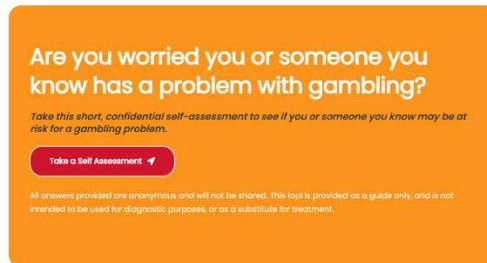 Are you worried you or someone you
know has a problem with gambling?
Take this short, confidential self-assessment to see if you or someone you know may be at
risk for a gambling problem.
Take a Self Assessment
All answers provided are anonymous and will not be shared. This tool is provided as a guide only, and is not
intended to be used for diagnostic purposes, or as a substitute for treatment.